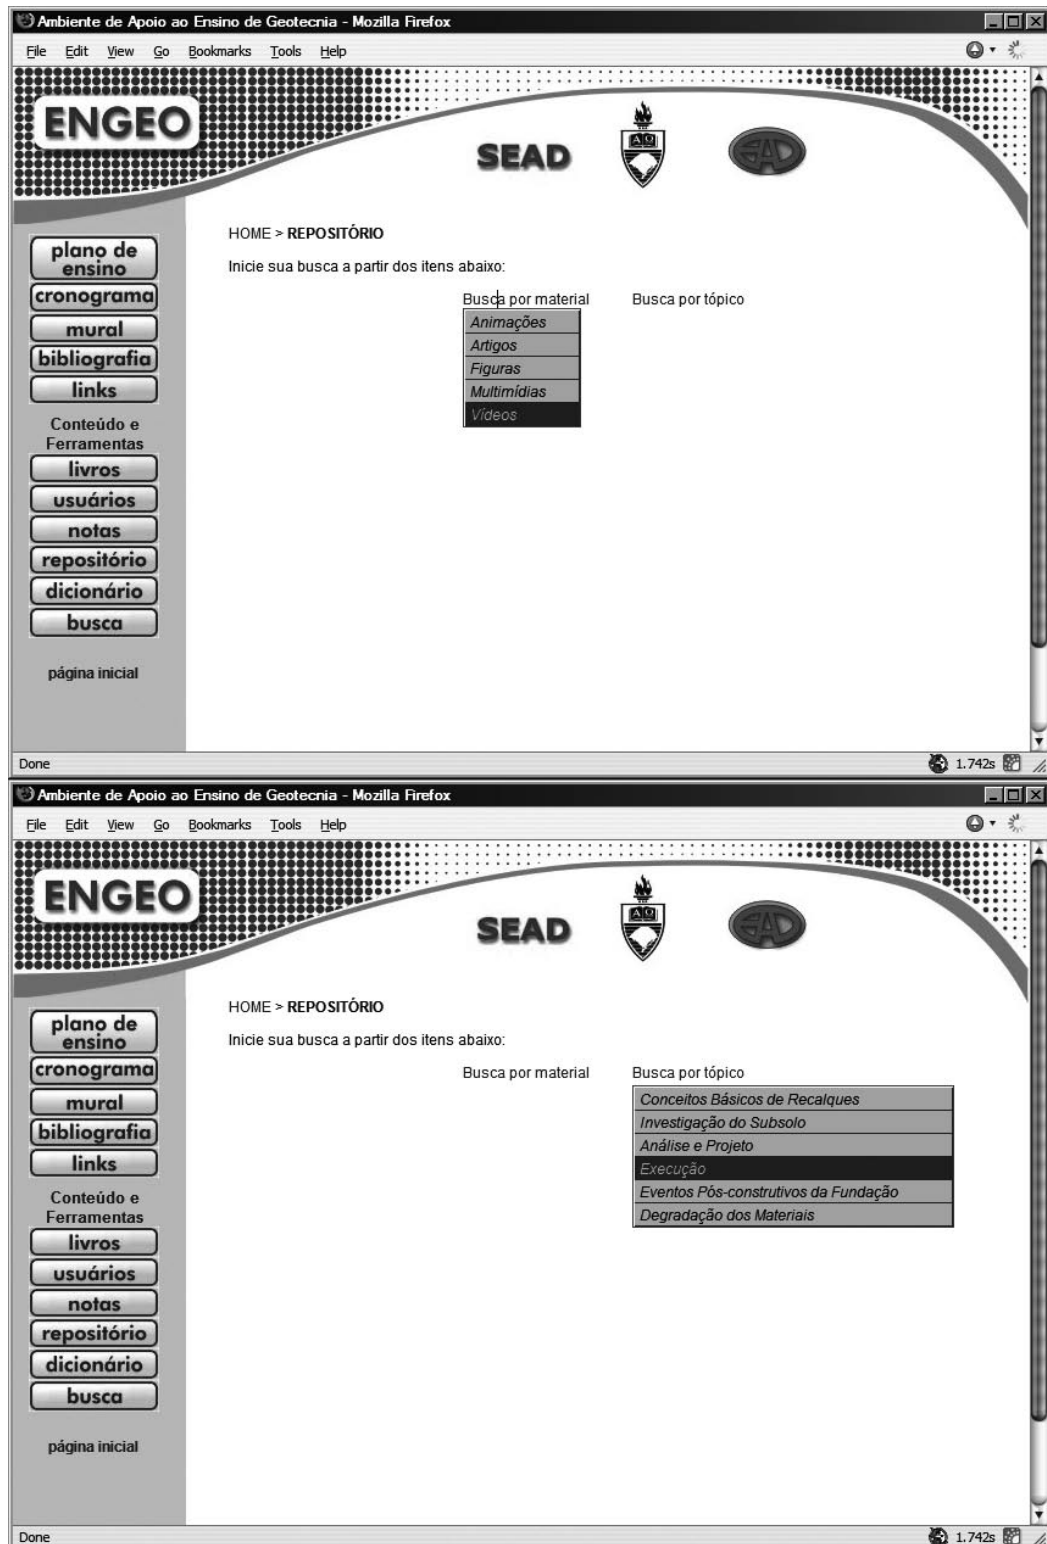 Ambiente de Apoio ao Ensino de Geotecnia - Mozilla Firefox
File Edit View Go Bookmarks Tools Help
ENGEO
SEAD
EAD
HOME > REPOSITÓRIO
Inicie sua busca a partir dos itens abaixo:
Busca por material Busca por tópico
Animações
Artigos
Figuras
Multimídias
Vídeos
plano de
ensino
cronograma
mural
bibliografia
links
Conteúdo e
Ferramentas
livros
usuários
notas
repositório
dicionário
busca
página inicial
Done 1.742s
Ambiente de Apoio ao Ensino de Geotecnia - Mozilla Firefox
File Edit View Go Bookmarks Tools Help
ENGEO
SEAD
EAD
HOME > REPOSITÓRIO
Inicie sua busca a partir dos itens abaixo:
Busca por material Busca por tópico
Conceitos Básicos de Recalques
Investigação do Subsolo
Análise e Projeto
Execução
Eventos Pós-construtivos da Fundação
Degradação dos Materiais
plano de
ensino
cronograma
mural
bibliografia
links
Conteúdo e
Ferramentas
livros
usuários
notas
repositório
dicionário
busca
página inicial
Done 1.742s